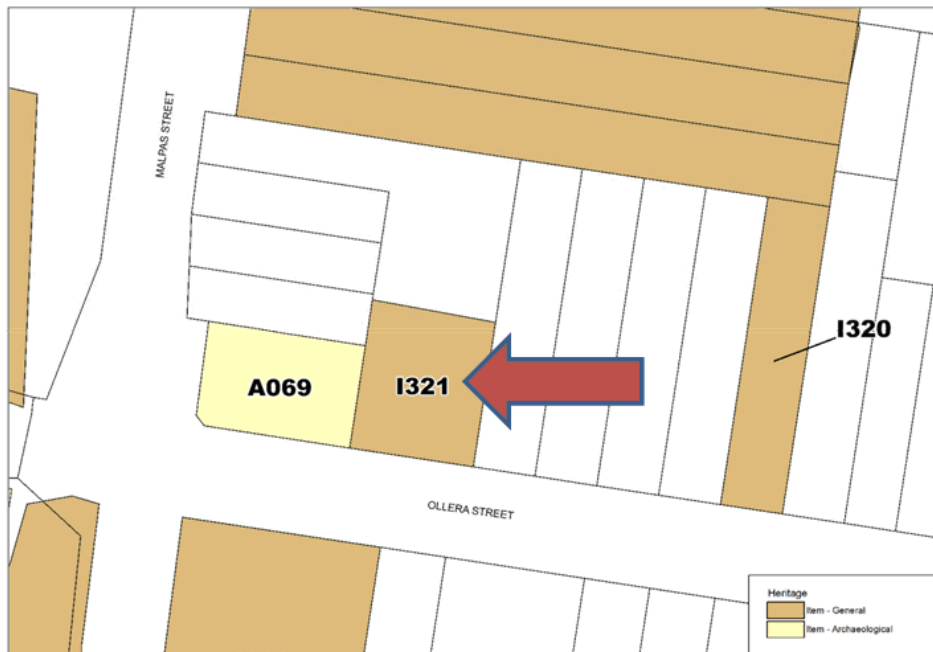 MALPAS STREET
I320
A069
I321
OLLERA STREET
Heritage
Item - General
Item - Archaeological